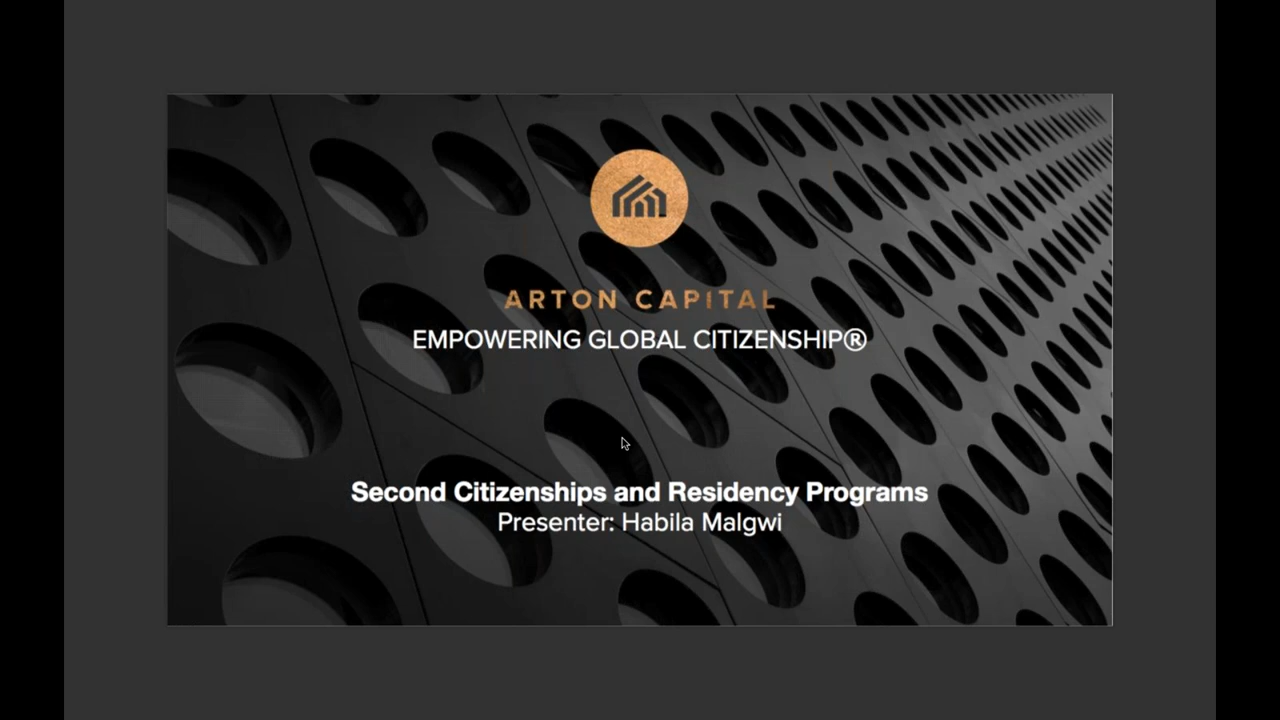 ARTON CAPITAL
EMPOWERING GLOBAL CITIZENSHIP®
Second Citizenships and Residency Programs
Presenter: Habila Malgwi